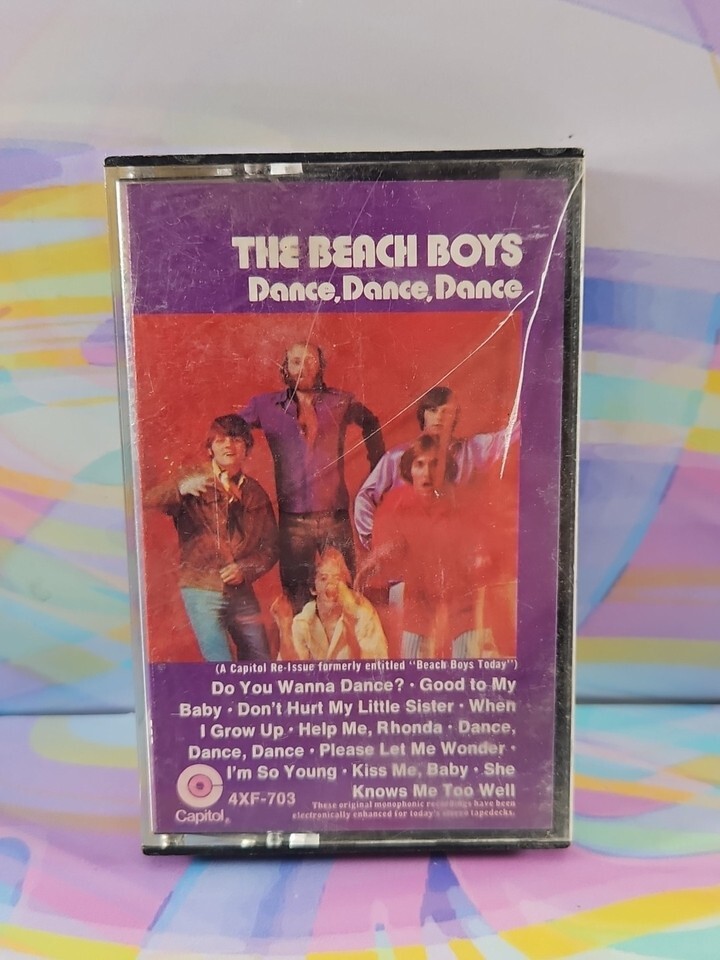 THE BEACH BOYS
Dance, Dance, Dance
(A Capitol Re-Issue formerly entitled "Beach Boys Today")
Do You Wanna Dance? · Good to My
Baby · Don't Hurt My Little Sister · When
I Grow Up · Help Me, Rhonda · Dance,
Dance, Dance · Please Let Me Wonder ·
I'm So Young · Kiss Me, Baby · She
Knows Me Too Well
These original monophonic recordings have been
electronically enhanced for today's stereo tapedecks.
4XF-703
Capitol®